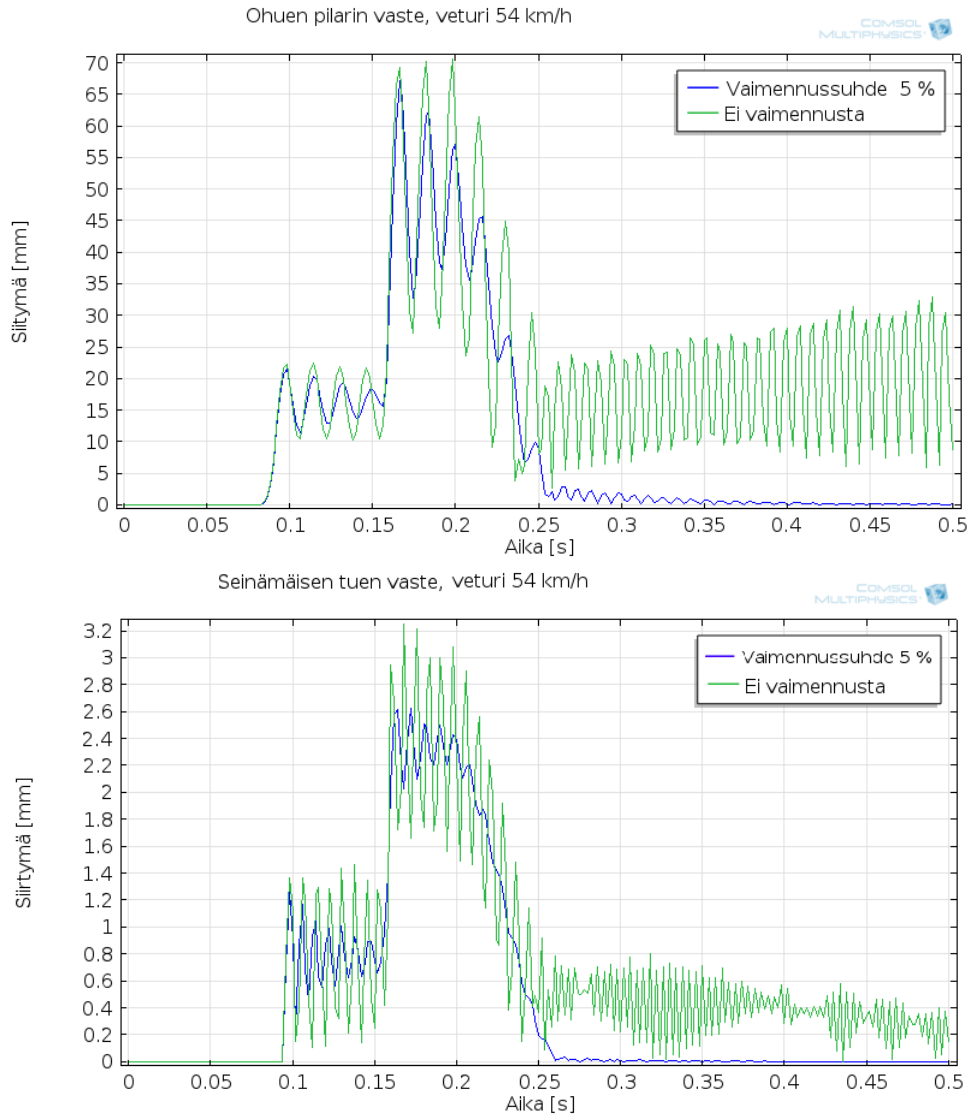 Ohuen pilarin vaste, veturi 54 km/h
COMSOL
MULTIPHYSICS
70
65
60
55
50
45
40
35
30
25
20
15
10
5
0
Siitymä [mm]
Vaimennussuhde 5 %
Ei vaimennusta
0 0.05 0.1 0.15 0.2 0.25 0.3 0.35 0.4 0.45 0.5
Aika [s]
Seinämäisen tuen vaste, veturi 54 km/h
COMSOL
MULTIPHYSICS
3.2
3
2.8
2.6
2.4
2.2
2
1.8
1.6
1.4
1.2
1
0.8
0.6
0.4
0.2
0
Siirtymä [mm]
Vaimennussuhde 5 %
Ei vaimennusta
0 0.05 0.1 0.15 0.2 0.25 0.3 0.35 0.4 0.45 0.5
Aika [s]